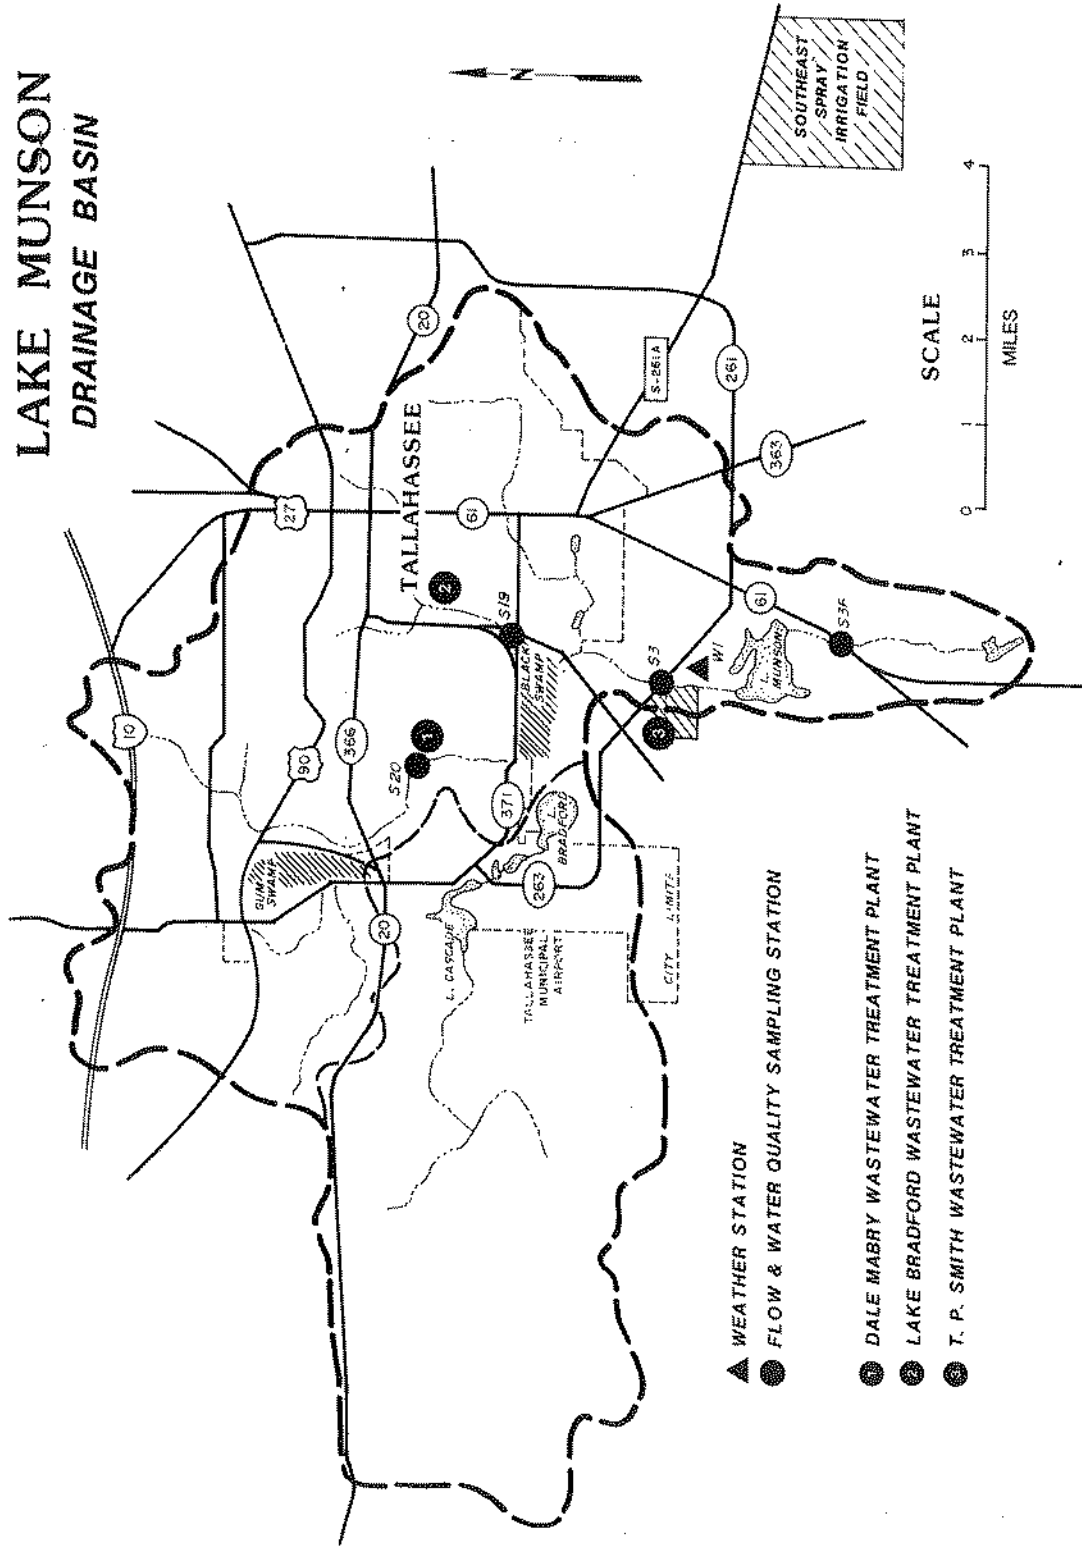 LAKE MUNSON
DRAINAGE BASIN
N
10
27
90
366
20
GUM
SWAMP
20
TALLAHASSEE
61
2
1
S20
S19
371
BLACK
SWAMP
L. CASCADE
L.
BRADFORD
263
TALLAHASSEE
MUNICIPAL
AIRPORT
CITY LIMITS
S-261A
261
363
S3
W1
3
61
L.
MUNSON
S3F
SOUTHEAST
SPRAY
IRRIGATION
FIELD
SCALE
0 1 2 3 4
MILES
WEATHER STATION
FLOW & WATER QUALITY SAMPLING STATION
1 DALE MABRY WASTEWATER TREATMENT PLANT
2 LAKE BRADFORD WASTEWATER TREATMENT PLANT
3 T. P. SMITH WASTEWATER TREATMENT PLANT